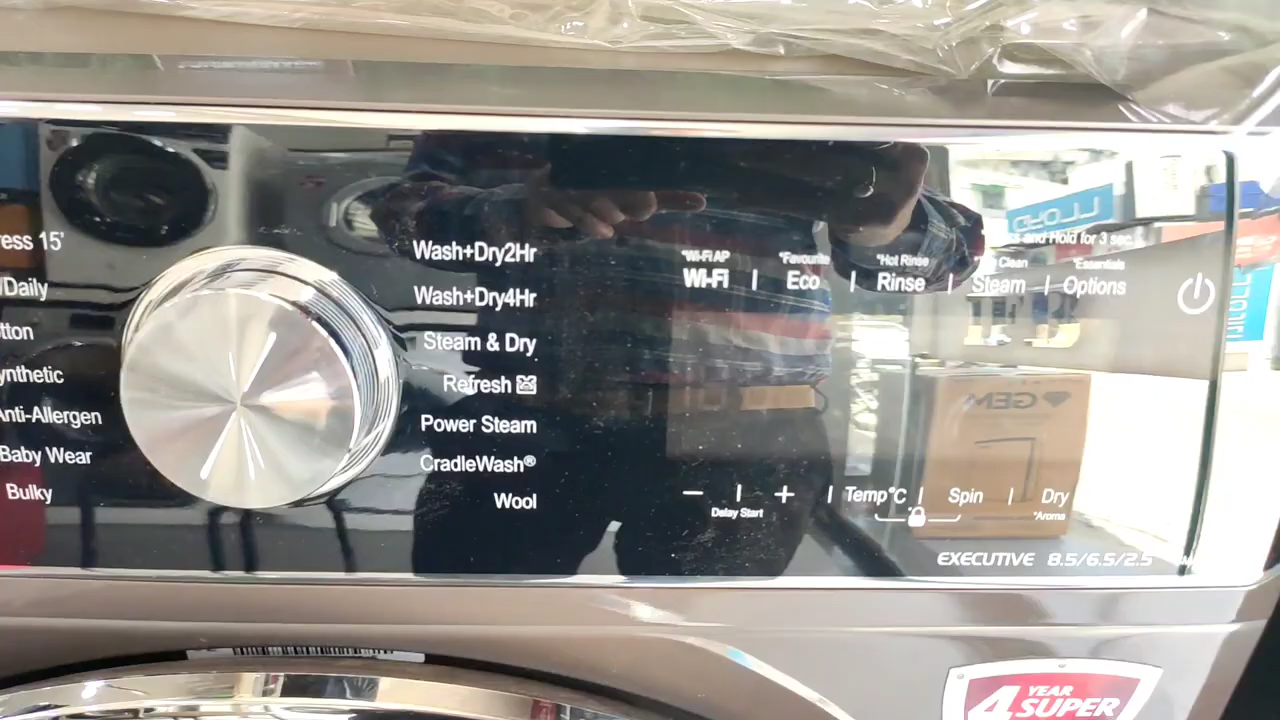 ress 15'
/Daily
tton
ynthetic
Anti-Allergen
Baby Wear
Bulky
Wash+Dry2Hr
Wash+Dry4Hr
Steam & Dry
Refresh
Power Steam
CradleWash®
Wool
and Hold for 3 sec.
*Wi-Fi AP *Favourite *Hot Rinse Clean *Essentials
Wi-Fi | Eco | Rinse | Steam | Options
− | + | Temp°C | Spin | Dry
Delay Start *Aroma
EXECUTIVE 8.5/6.5/2.5
LLOYD
GEM
4 YEAR
SUPER